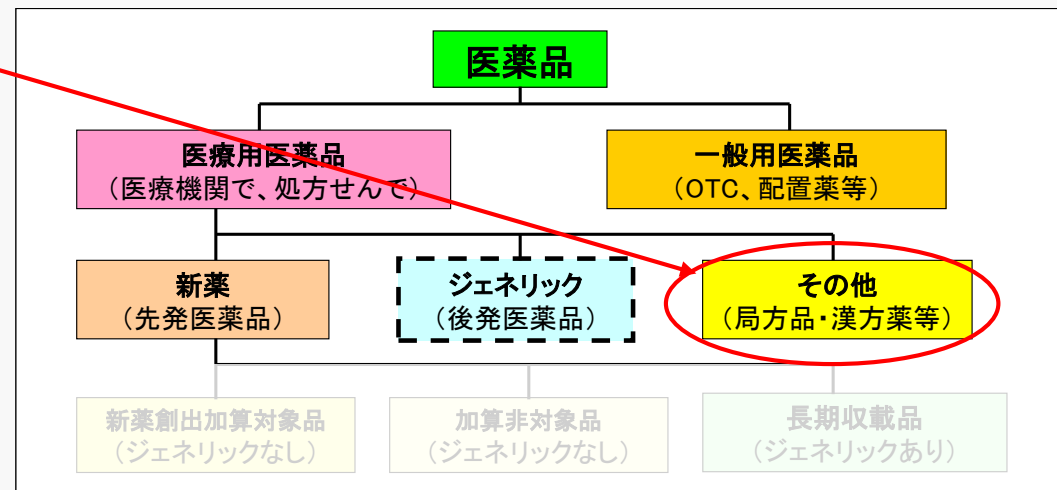 医薬品
医療用医薬品
（医療機関で、処方せんで）
一般用医薬品
（OTC、配置薬等）
新薬
（先発医薬品）
ジェネリック
（後発医薬品）
その他
（局方品・漢方薬等）
新薬創出加算対象品
（ジェネリックなし）
加算非対象品
（ジェネリックなし）
長期収載品
（ジェネリックあり）